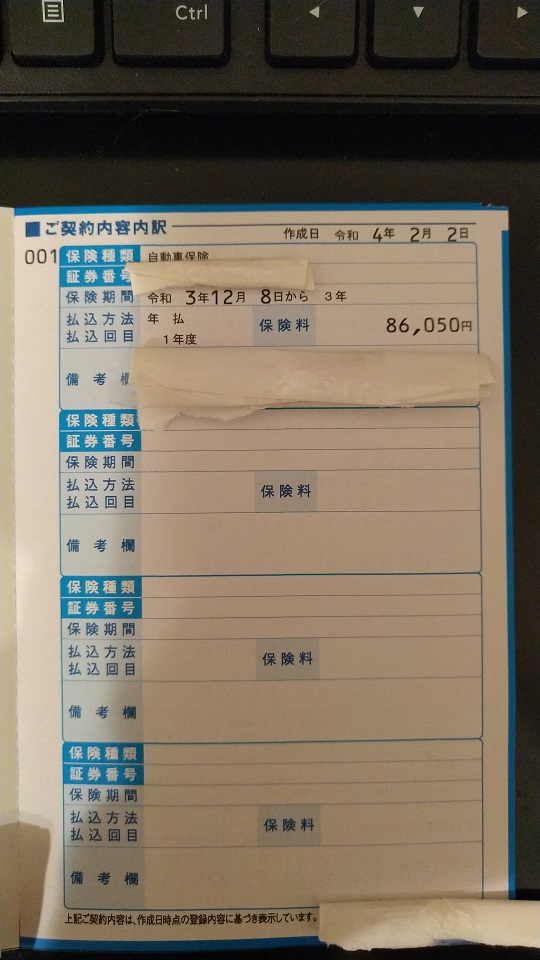 Ctrl
■ご契約内容内訳
作成日 令和 4年 2月 2日
001 保険種類 自動車保険
証券番号
保険期間 令和 3年12月 8日から 3年
払込方法 年 払
払込回目 1年度
保険料 86,050円
備考欄
保険種類
証券番号
保険期間
払込方法
払込回目
保険料
備考欄
保険種類
証券番号
保険期間
払込方法
払込回目
保険料
備考欄
保険種類
証券番号
保険期間
払込方法
払込回目
保険料
備考欄
上記ご契約内容は、作成日時点の登録内容に基づき表示しています。